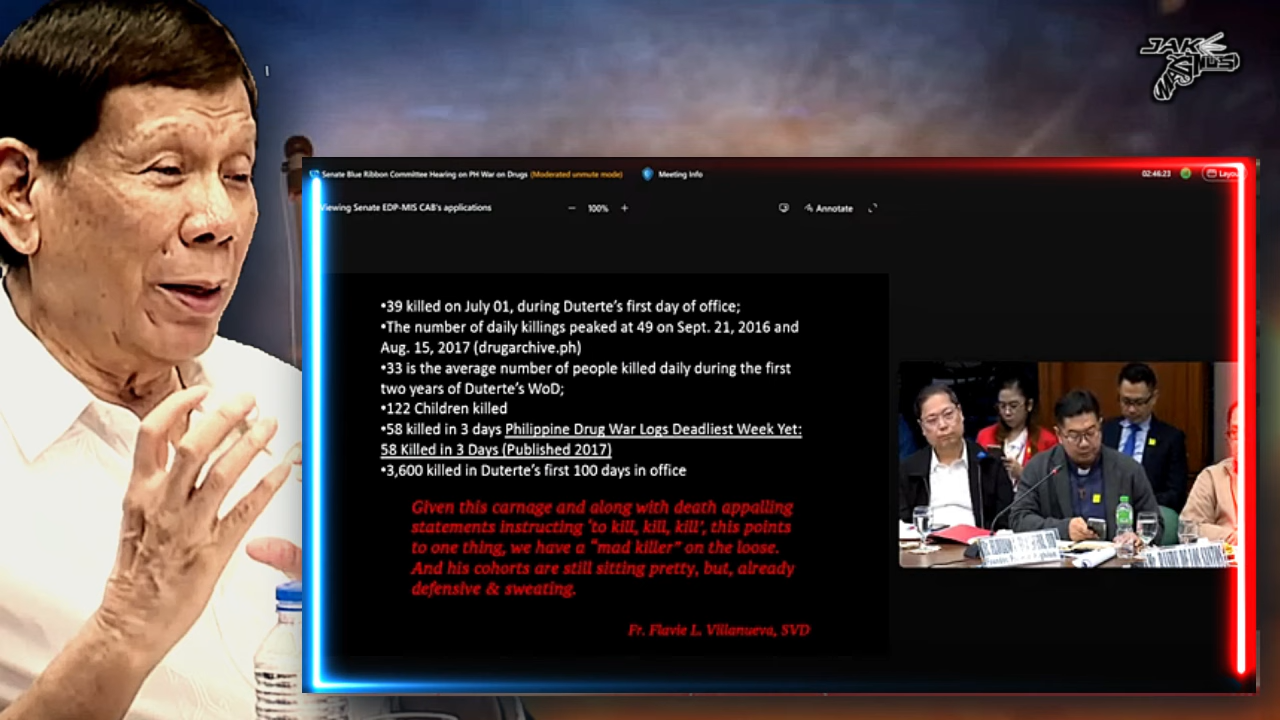 JAK
MASINOS
Senate Blue Ribbon Committee Hearing on PH War on Drugs (Moderated unmute mode) Meeting Info 02:46:23
Viewing Senate EDP-MIS CAB's applications − 100% + Annotate
•39 killed on July 01, during Duterte's first day of office;
•The number of daily killings peaked at 49 on Sept. 21, 2016 and
Aug. 15, 2017 (drugarchive.ph)
•33 is the average number of people killed daily during the first
two years of Duterte's WoD;
•122 Children killed
•58 killed in 3 days Philippine Drug War Logs Deadliest Week Yet:
58 Killed in 3 Days (Published 2017)
•3,600 killed in Duterte's first 100 days in office
Given this carnage and along with death appalling
statements instructing 'to kill, kill, kill', this points
to one thing, we have a "mad killer" on the loose.
And his cohorts are still sitting pretty, but, already
defensive & sweating.
Fr. Flavie L. Villanueva, SVD